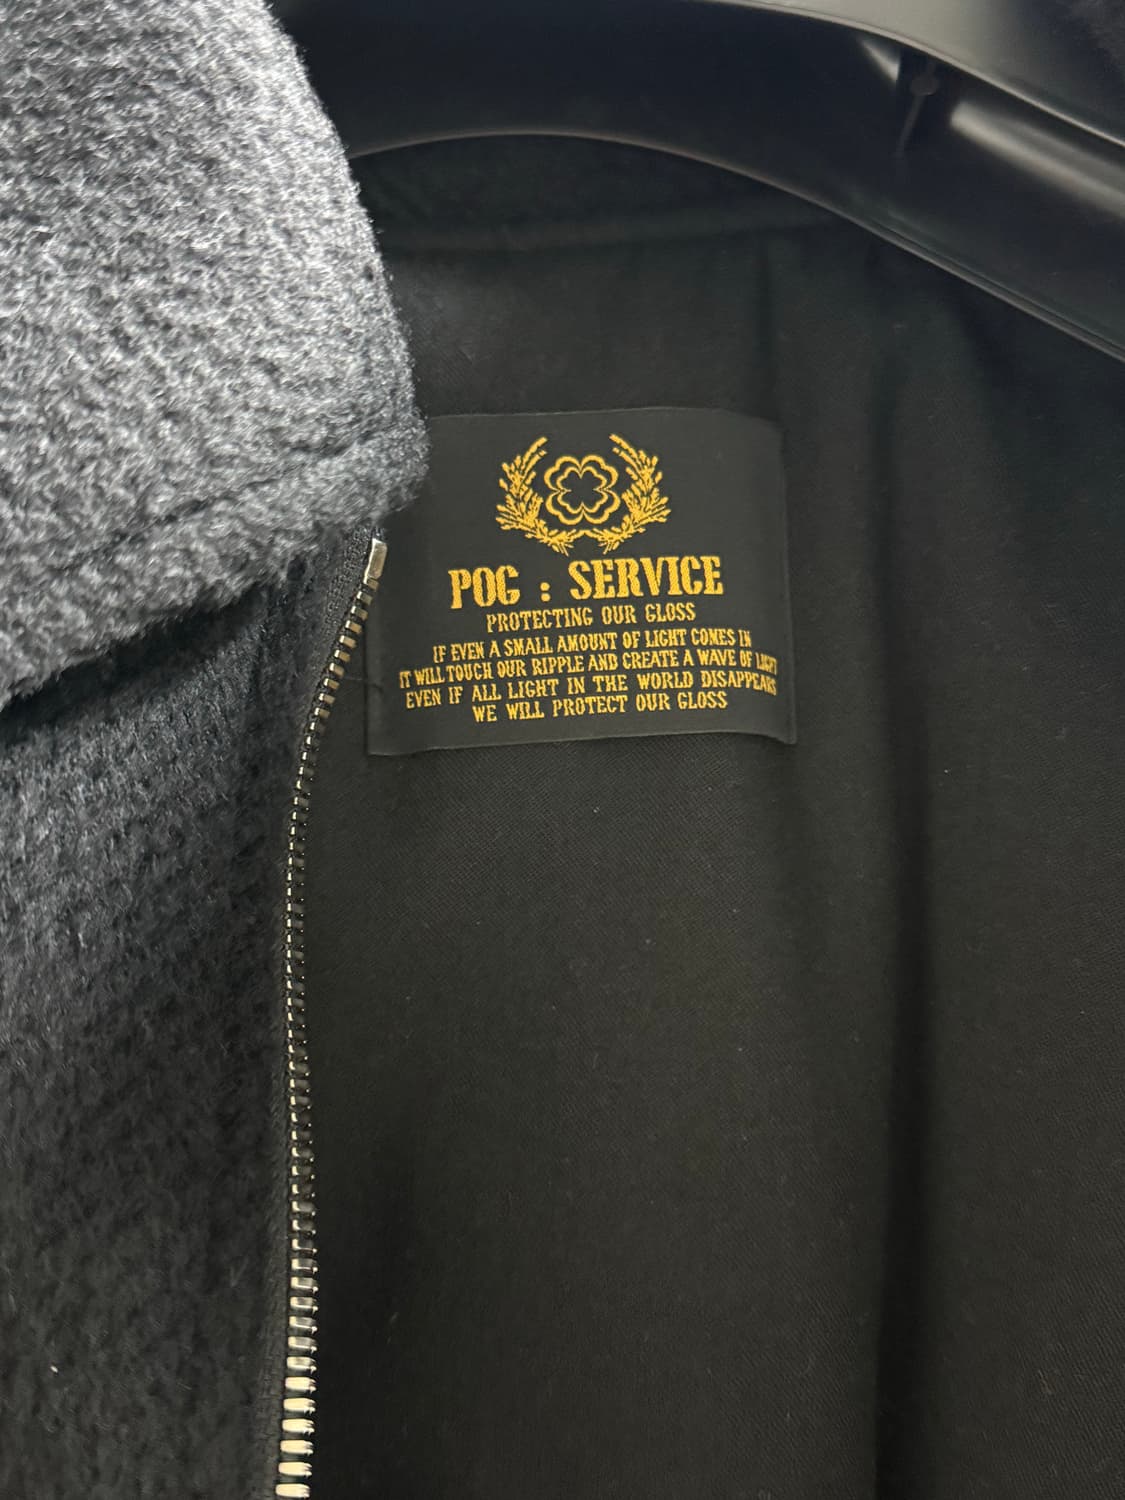 POG : SERVICE
PROTECTING OUR GLOSS
IF EVEN A SMALL AMOUNT OF LIGHT COMES IN
IT WILL TOUCH OUR RIPPLE AND CREATE A WAVE OF LIGHT
EVEN IF ALL LIGHT IN THE WORLD DISAPPEARS
WE WILL PROTECT OUR GLOSS